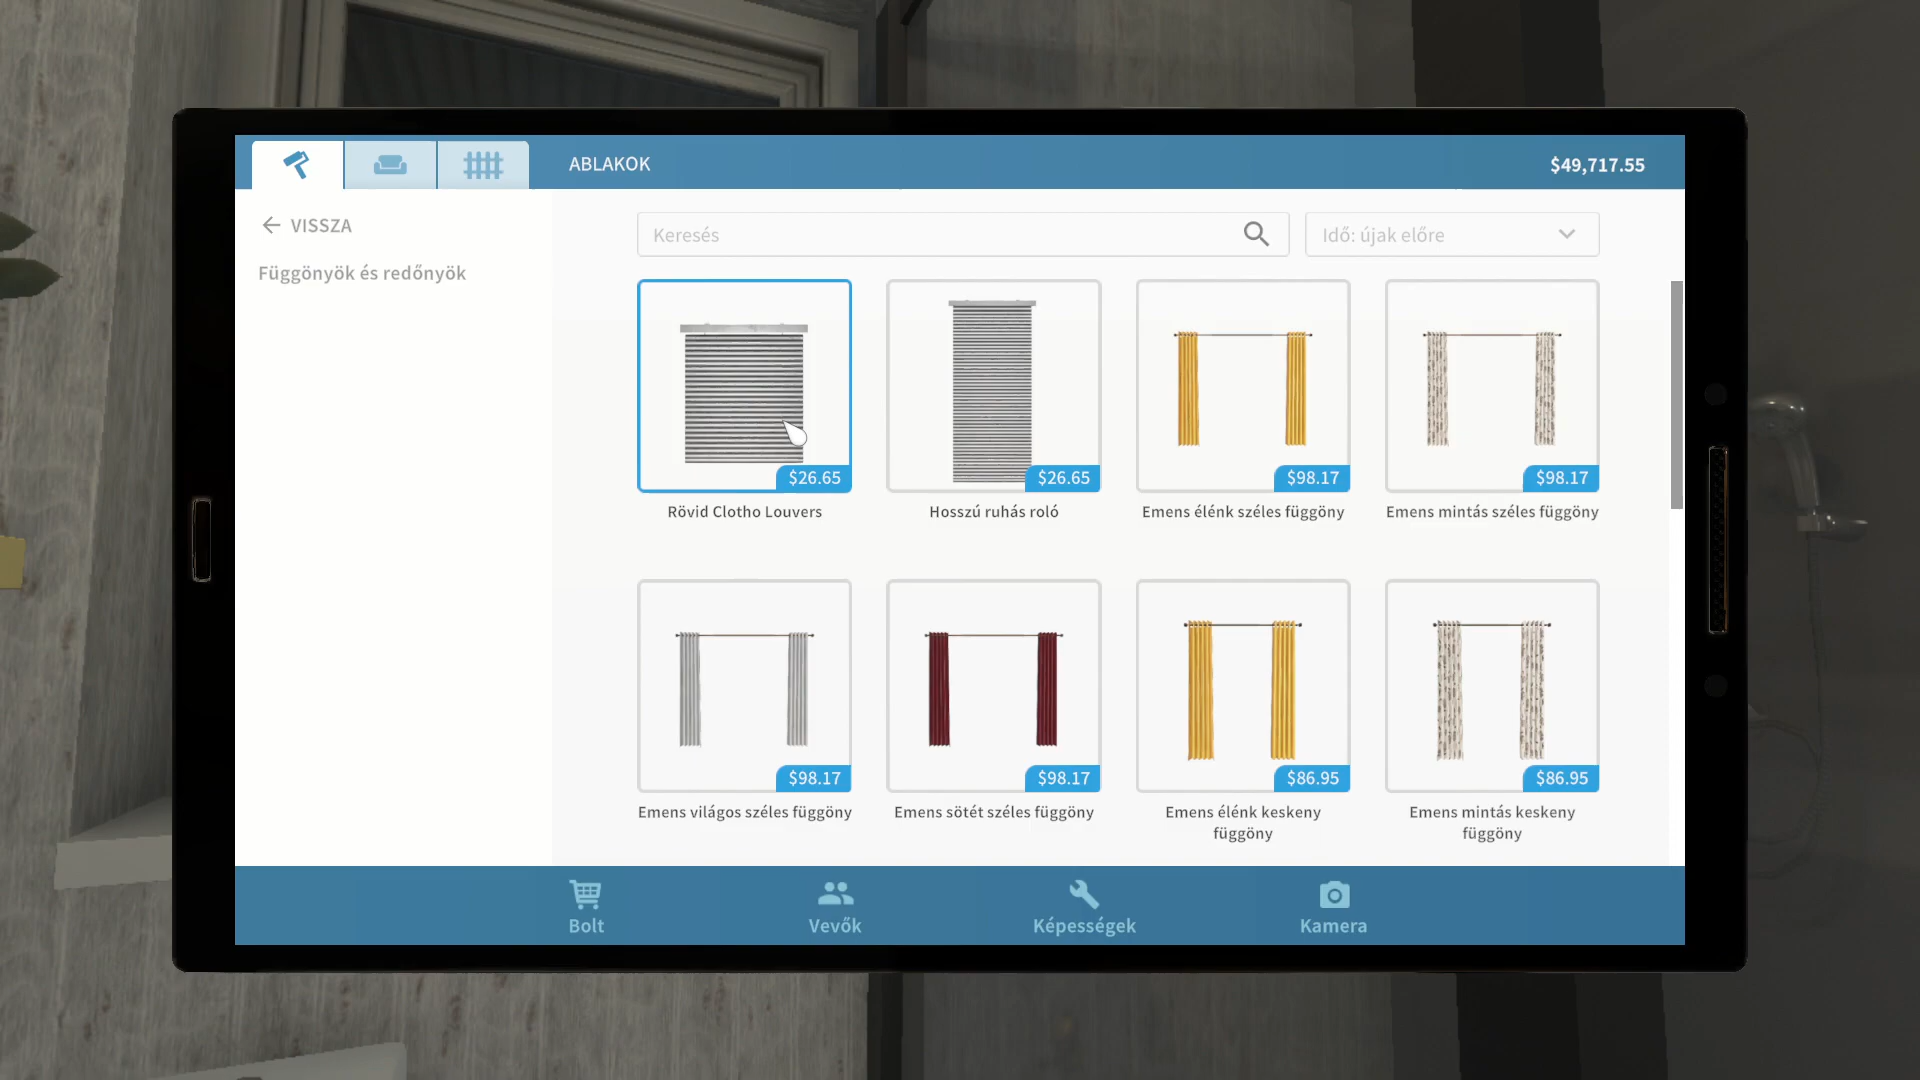 ABLAKOK
$49,717.55
VISSZA
Függönyök és redőnyök
Keresés
Idő: újak előre
$26.65
$26.65
$98.17
$98.17
Rövid Clotho Louvers
Hosszú ruhás roló
Emens élénk széles függöny
Emens mintás széles függöny
$98.17
$98.17
$86.95
$86.95
Emens világos széles függöny
Emens sötét széles függöny
Emens élénk keskeny
függöny
Emens mintás keskeny
függöny
Bolt
Vevők
Képességek
Kamera